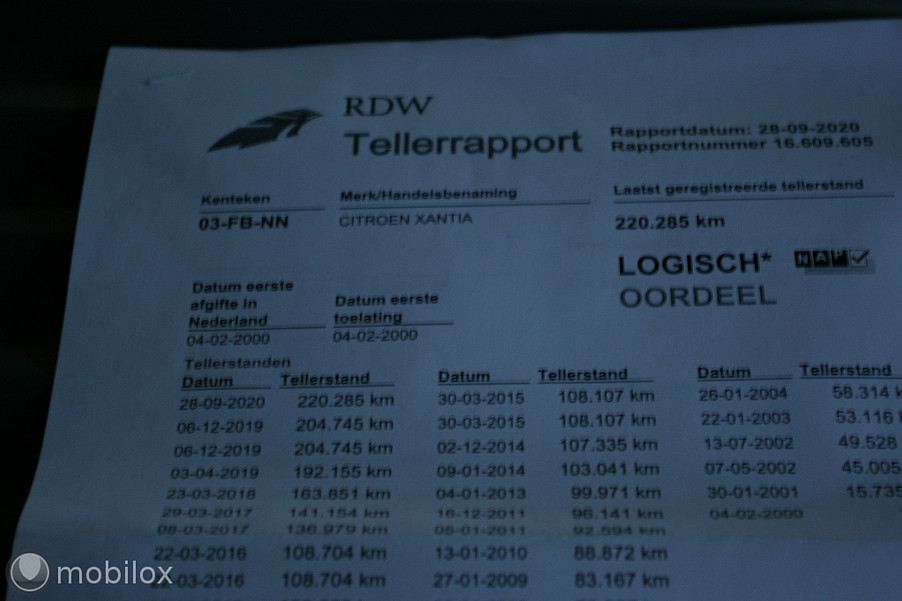 RDW
Tellerrapport
Rapportdatum: 28-09-2020
Rapportnummer 16.609.605
Kenteken Merk/Handelsbenaming Laatst geregistreerde tellerstand
03-FB-NN CITROEN XANTIA 220.285 km
LOGISCH* NAP
OORDEEL
Datum eerste afgifte in Nederland
04-02-2000
Datum eerste toelating
04-02-2000
Tellerstanden
Datum Tellerstand Datum Tellerstand Datum Tellerstand
28-09-2020 220.285 km 30-03-2015 108.107 km 26-01-2004 58.314 k
06-12-2019 204.745 km 30-03-2015 108.107 km 22-01-2003 53.116
06-12-2019 204.745 km 02-12-2014 107.335 km 13-07-2002 49.528
03-04-2019 192.155 km 09-01-2014 103.041 km 07-05-2002 45.005
23-03-2018 163.851 km 04-01-2013 99.971 km 30-01-2001 15.735
29-03-2017 141.154 km 16-12-2011 96.141 km 04-02-2000
08-03-2017 136.979 km 05-01-2011 92.594 km
22-03-2016 108.704 km 13-01-2010 88.872 km
22-03-2016 108.704 km 27-01-2009 83.167 km
mobilox